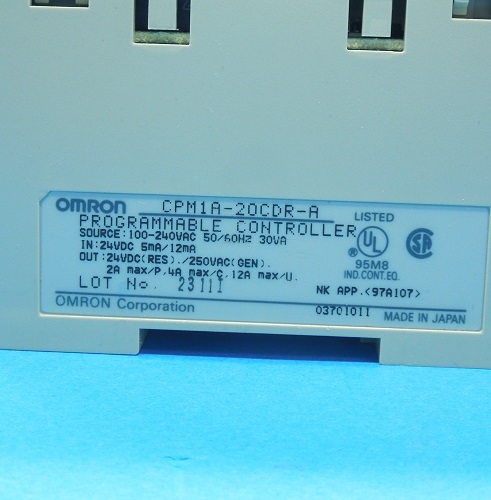 OMRON CPM1A-20CDR-A
PROGRAMMABLE CONTROLLER
SOURCE:100-240VAC 50/60Hz 30VA
IN:24VDC 5mA/12mA
OUT:24VDC(RES)./250VAC(GEN).
2A max/P,4A max/C,12A max/U.
LOT No. 23111
LISTED
UL
®
SA
95M8
IND.CONT.EQ.
NK APP.<97A107>
OMRON Corporation
03701011 MADE IN JAPAN